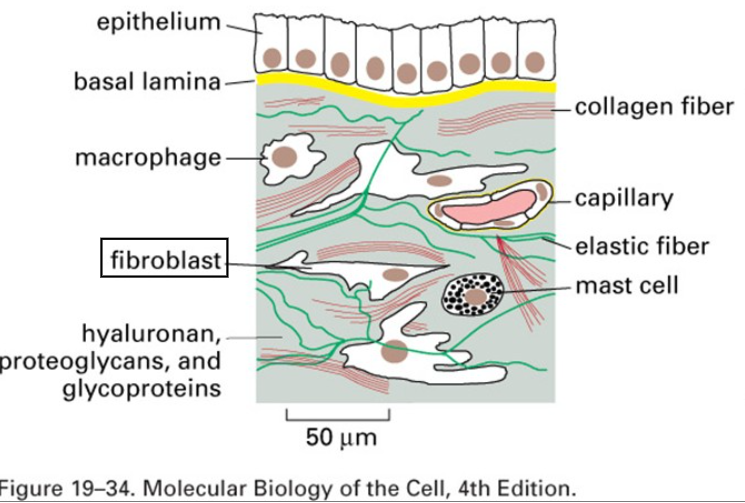 epithelium
basal lamina
collagen fiber
macrophage
capillary
elastic fiber
fibroblast
mast cell
hyaluronan,
proteoglycans, and
glycoproteins
50 μm
Figure 19–34. Molecular Biology of the Cell, 4th Edition.